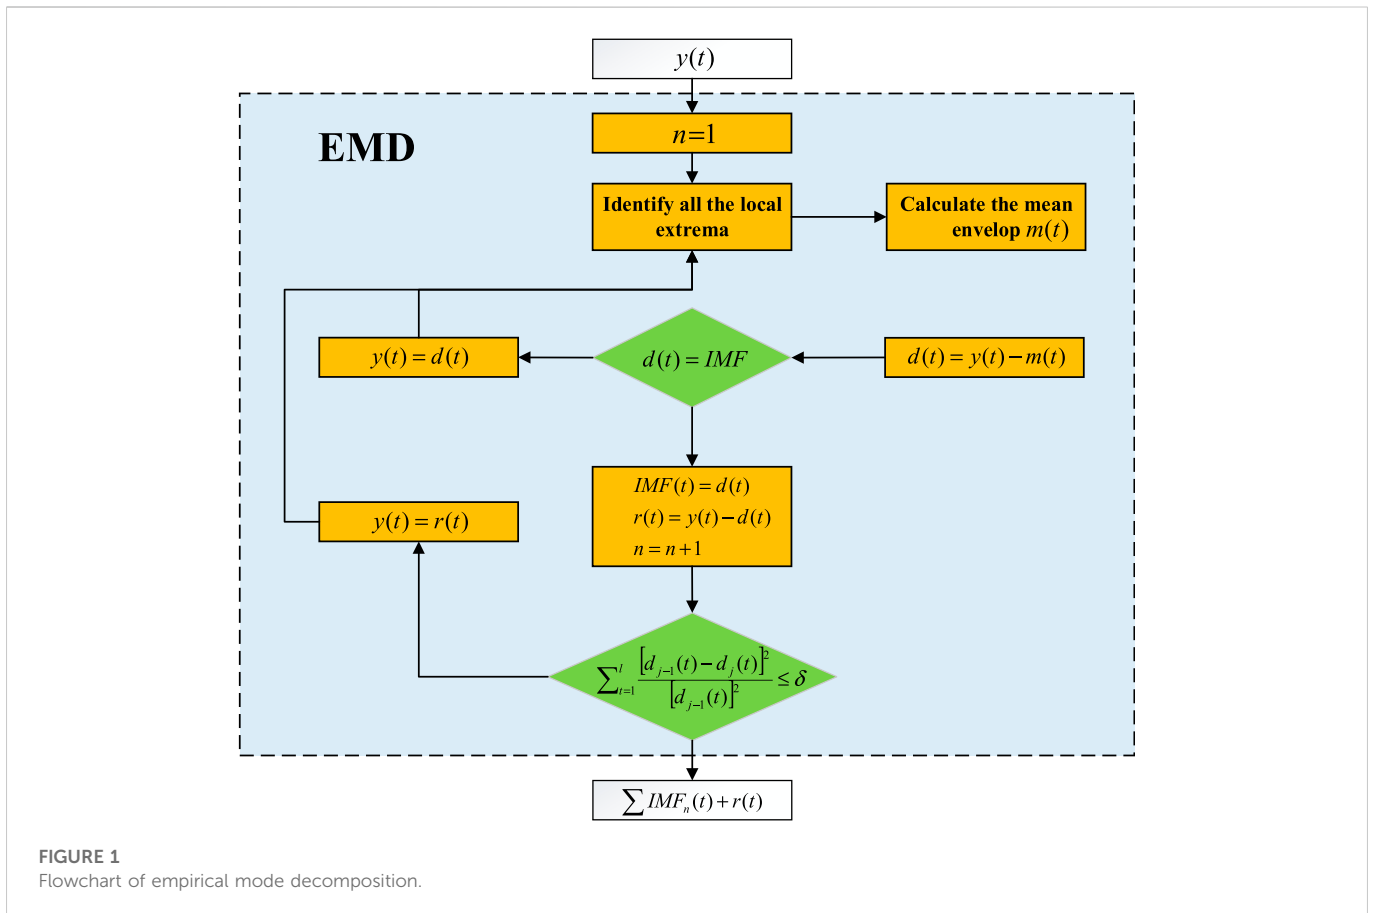 y(t)
EMD
n=1
Identify all the local
extrema
Calculate the mean
envelop m(t)
y(t) = d(t)
d(t) = IMF
d(t) = y(t) − m(t)
IMF(t) = d(t)
r(t) = y(t) − d(t)
n = n+1
y(t) = r(t)
∑_{t=1}^{l} [d_{j−1}(t) − d_j(t)]^2 / [d_{j−1}(t)]^2 ≤ δ
∑ IMF_n(t) + r(t)
FIGURE 1
Flowchart of empirical mode decomposition.